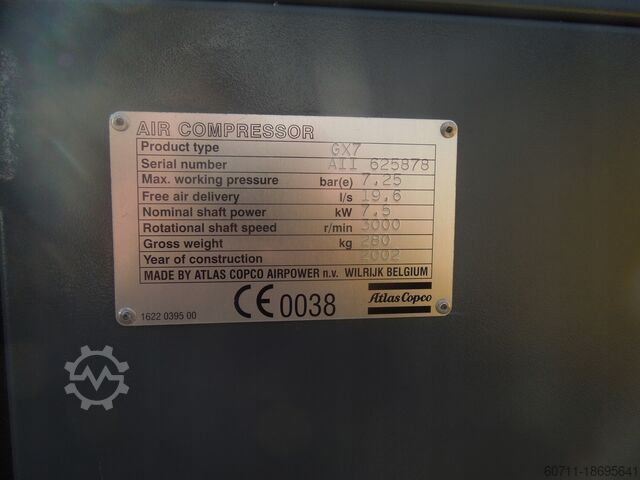 AIR COMPRESSOR
Product type GX7
Serial number AII 625878
Max. working pressure bar(e) 7,25
Free air delivery l/s 19,6
Nominal shaft power kW 7,5
Rotational shaft speed r/min 3000
Gross weight kg 280
Year of construction 2002
MADE BY ATLAS COPCO AIRPOWER n.v. WILRIJK BELGIUM
CE 0038
Atlas Copco
1622 0395 00
60711-18695641